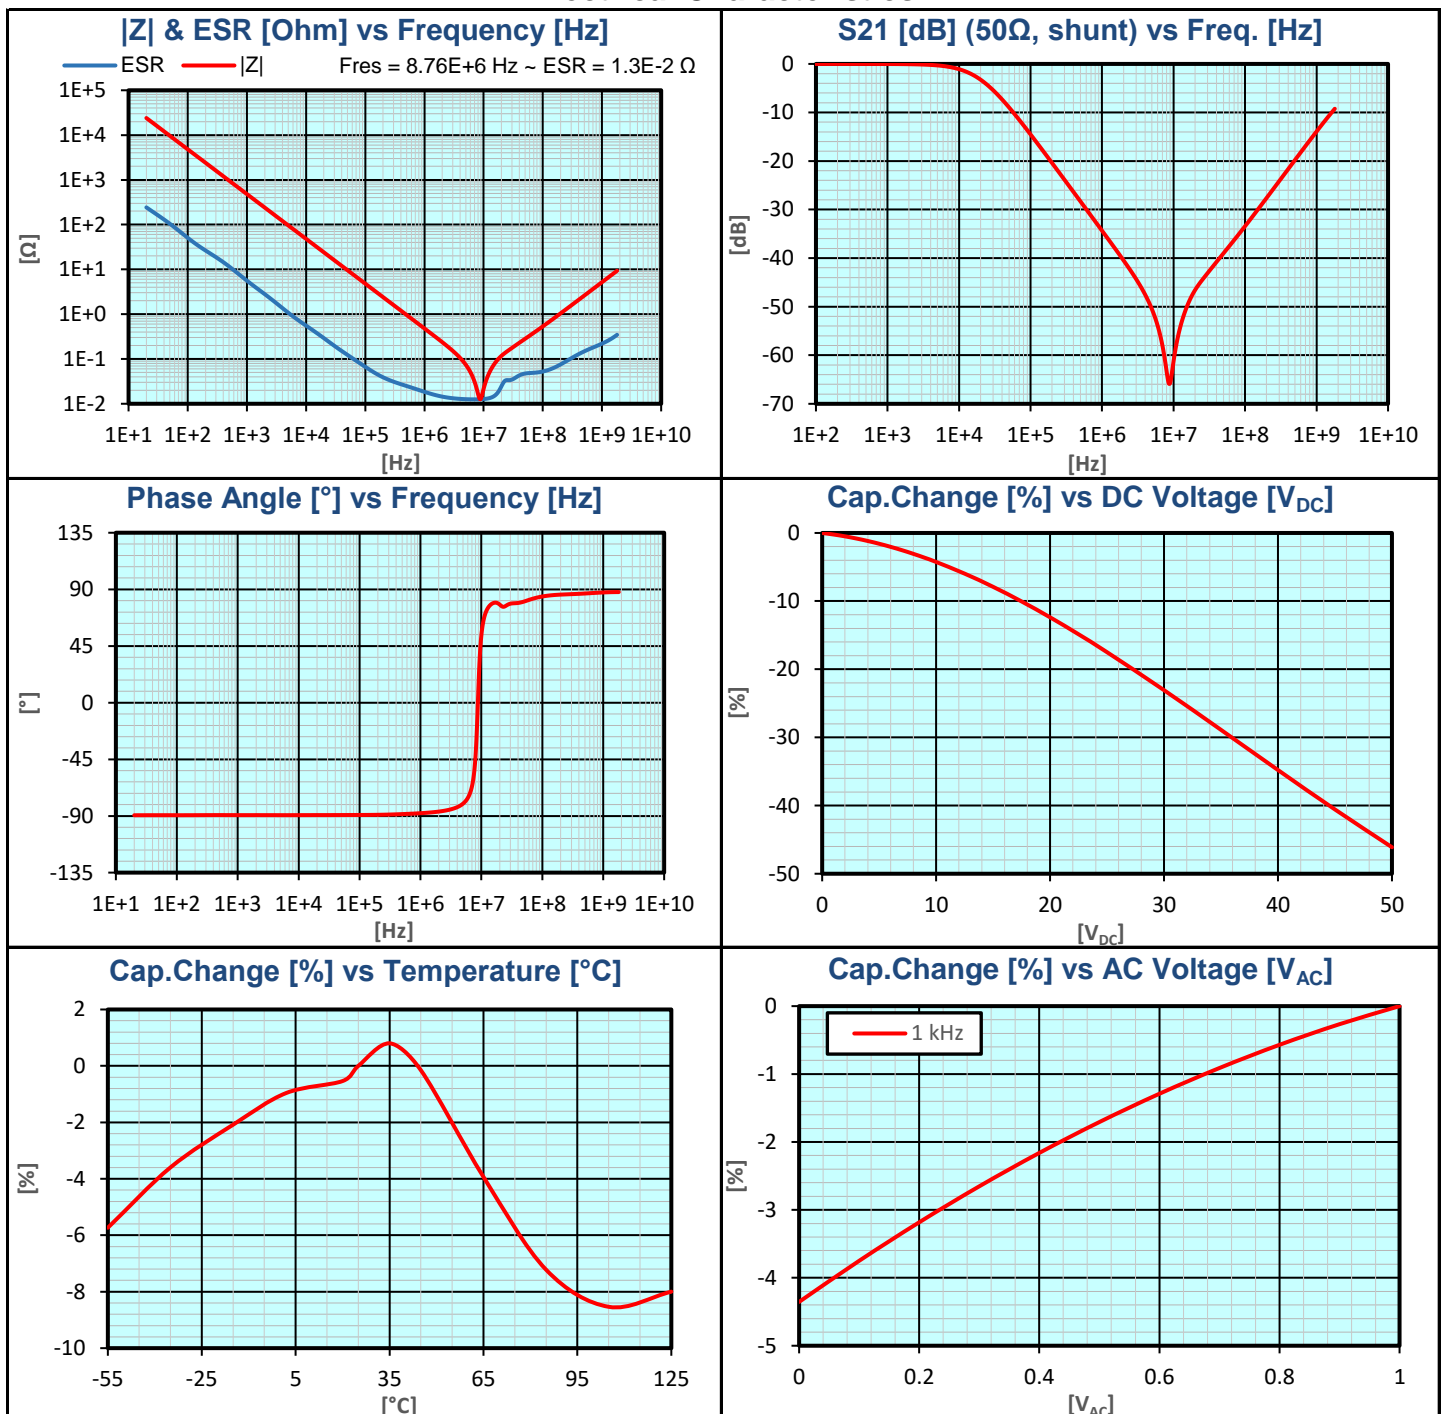 |Z| & ESR [Ohm] vs Frequency [Hz]
ESR |Z| Fres = 8.76E+6 Hz ~ ESR = 1.3E-2 Ω
1E+5
1E+4
1E+3
1E+2
1E+1
1E+0
1E-1
1E-2
[Ω]
1E+1 1E+2 1E+3 1E+4 1E+5 1E+6 1E+7 1E+8 1E+9 1E+10
[Hz]
S21 [dB] (50Ω, shunt) vs Freq. [Hz]
0
-10
-20
-30
-40
-50
-60
-70
[dB]
1E+2 1E+3 1E+4 1E+5 1E+6 1E+7 1E+8 1E+9 1E+10
[Hz]
Phase Angle [°] vs Frequency [Hz]
135
90
45
0
-45
-90
-135
[°]
1E+1 1E+2 1E+3 1E+4 1E+5 1E+6 1E+7 1E+8 1E+9 1E+10
[Hz]
Cap.Change [%] vs DC Voltage [VDC]
0
-10
-20
-30
-40
-50
[%]
0 10 20 30 40 50
[VDC]
Cap.Change [%] vs Temperature [°C]
2
0
-2
-4
-6
-8
-10
[%]
-55 -25 5 35 65 95 125
[°C]
Cap.Change [%] vs AC Voltage [VAC]
1 kHz
0
-1
-2
-3
-4
-5
[%]
0 0.2 0.4 0.6 0.8 1
[VAC]